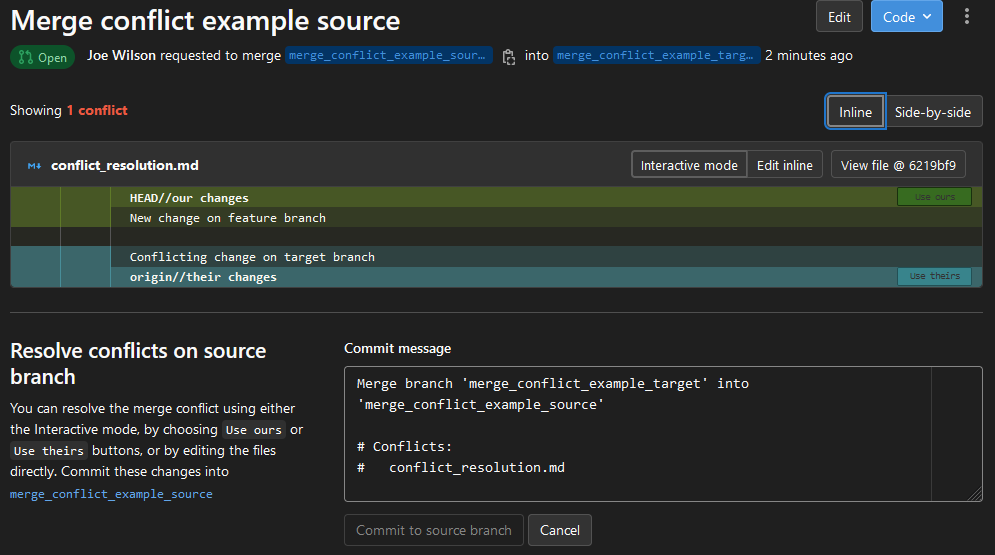 Merge conflict example source
Edit
Code
Open
Joe Wilson requested to merge merge_conflict_example_sour... into merge_conflict_example_targ... 2 minutes ago
Showing 1 conflict
Inline
Side-by-side
M+ conflict_resolution.md
Interactive mode
Edit inline
View file @ 6219bf9
HEAD//our changes
Use ours
New change on feature branch
Conflicting change on target branch
origin//their changes
Use theirs
Resolve conflicts on source
branch
You can resolve the merge conflict using either
the Interactive mode, by choosing Use ours or
Use theirs buttons, or by editing the files
directly. Commit these changes into
merge_conflict_example_source
Commit message
Merge branch 'merge_conflict_example_target' into
'merge_conflict_example_source'
# Conflicts:
#   conflict_resolution.md
Commit to source branch
Cancel